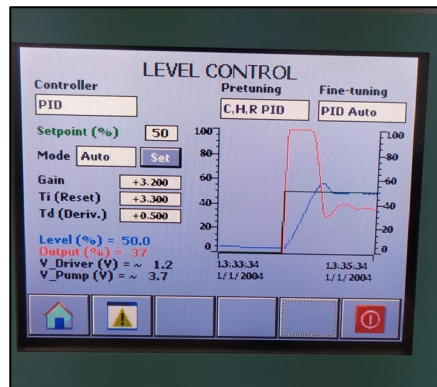 LEVEL CONTROL
Controller
PID
Pretuning
C,H,R PID
Fine-tuning
PID Auto
Setpoint (%) 50
Mode Auto Set
Gain +3.200
Ti (Reset) +3.300
Td (Deriv.) +0.500
Level (%) = 50.0
Output (%) = 37
V_Driver (V) = ~ 1.2
V_Pump (V) = ~ 3.7
100
80
60
40
20
0
100
80
60
40
20
0
13:33:34
1/1/2004
13:35:34
1/1/2004